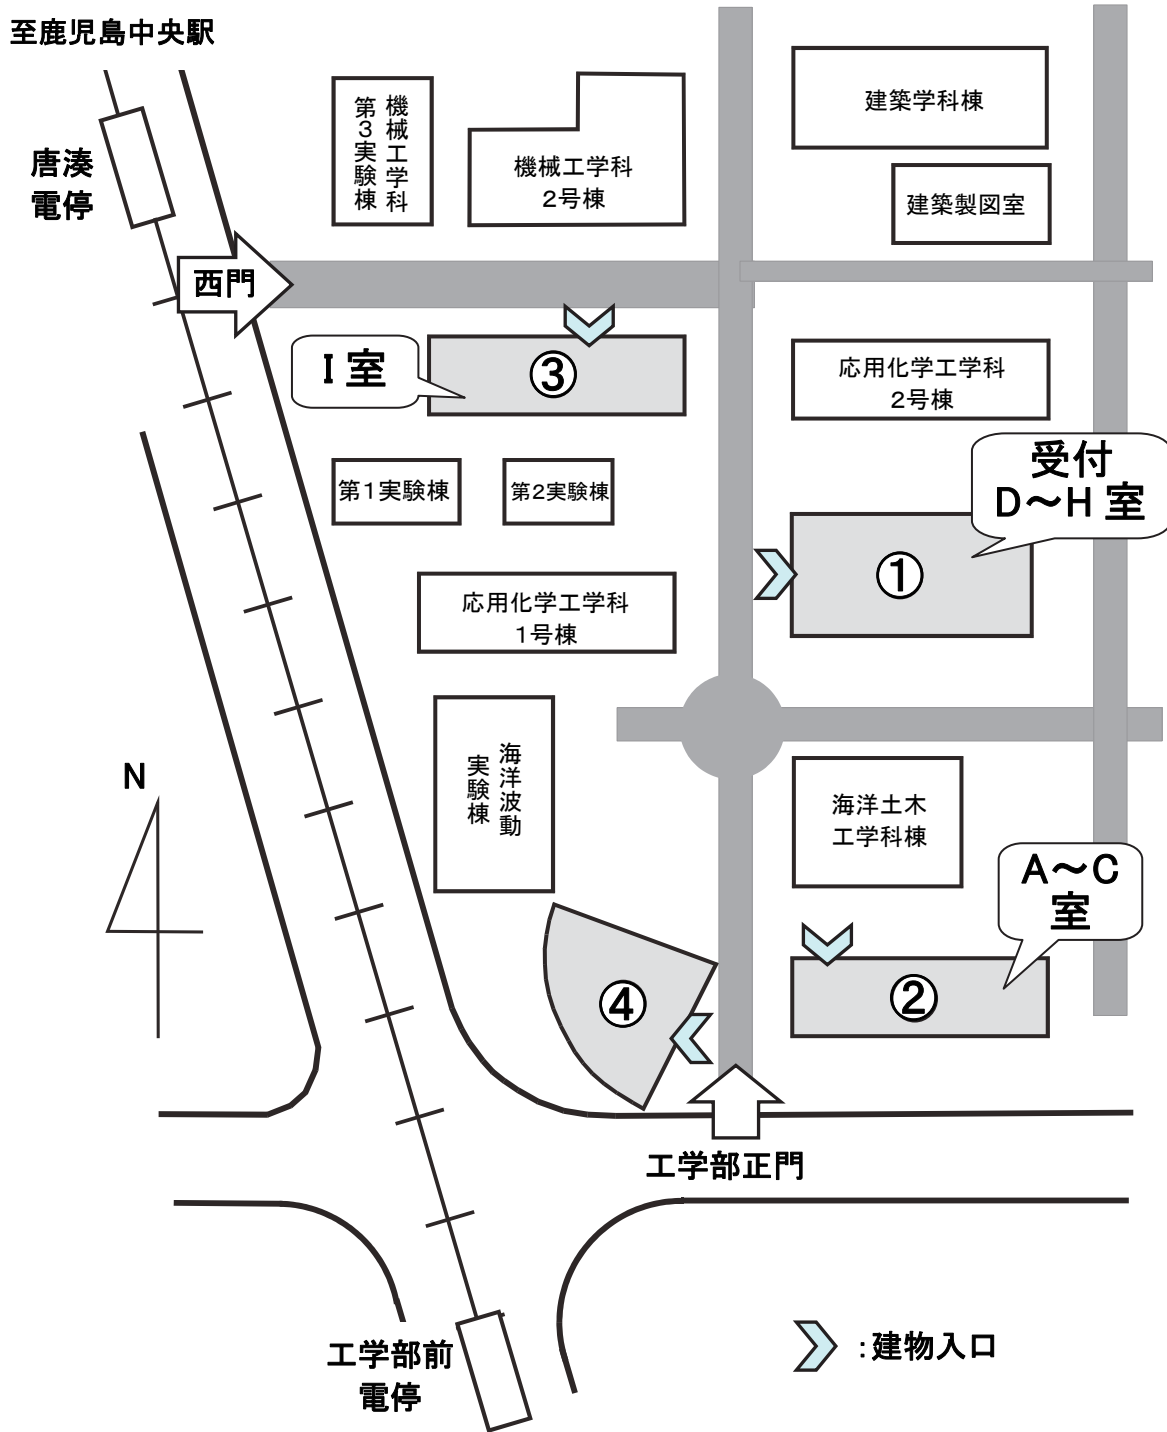 至鹿児島中央駅
唐湊
電停
機械工学科
第3実験棟
機械工学科
2号棟
建築学科棟
建築製図室
西門
I 室
③
応用化学工学科
2号棟
受付
D～H 室
第1実験棟
第2実験棟
①
応用化学工学科
1号棟
海洋波動
実験棟
N
海洋土木
工学科棟
A～C
室
④
②
工学部正門
工学部前
電停
:建物入口